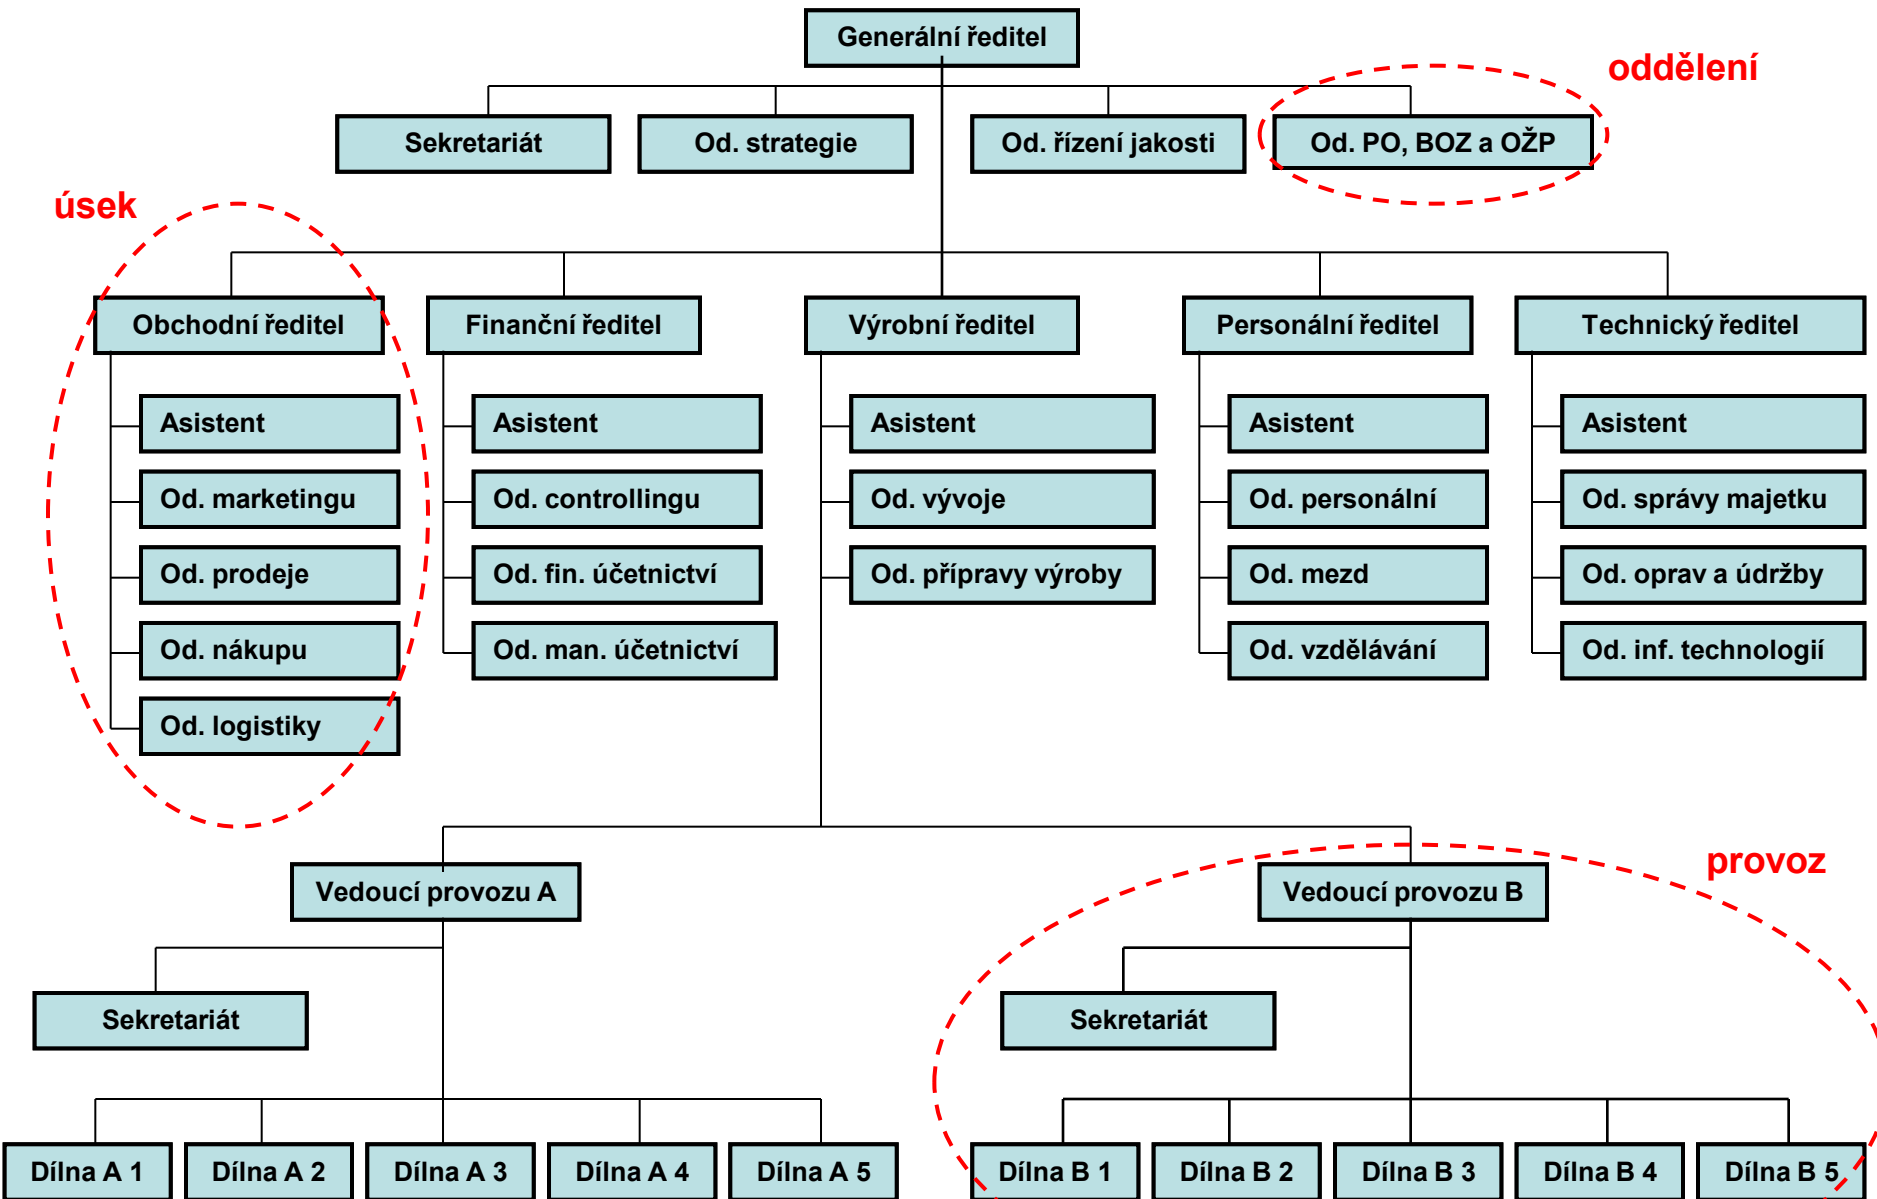 Generální ředitel
oddělení
Sekretariát
Od. strategie
Od. řízení jakosti
Od. PO, BOZ a OŽP
úsek
Obchodní ředitel
Finanční ředitel
Výrobní ředitel
Personální ředitel
Technický ředitel
Asistent
Asistent
Asistent
Asistent
Asistent
Od. marketingu
Od. controllingu
Od. vývoje
Od. personální
Od. správy majetku
Od. prodeje
Od. fin. účetnictví
Od. přípravy výroby
Od. mezd
Od. oprav a údržby
Od. nákupu
Od. man. účetnictví
Od. vzdělávání
Od. inf. technologií
Od. logistiky
provoz
Vedoucí provozu A
Vedoucí provozu B
Sekretariát
Sekretariát
Dílna A 1
Dílna A 2
Dílna A 3
Dílna A 4
Dílna A 5
Dílna B 1
Dílna B 2
Dílna B 3
Dílna B 4
Dílna B 5